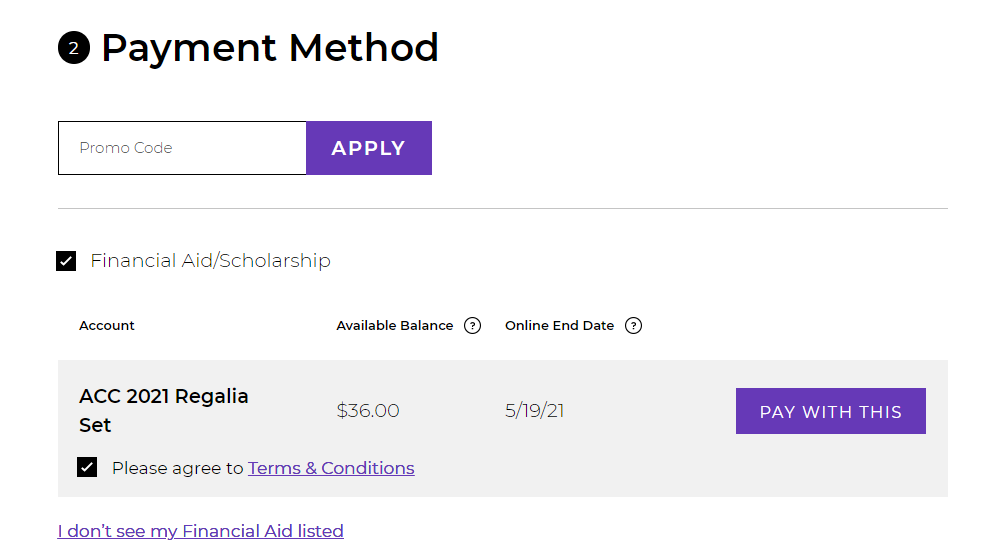 2 Payment Method
Promo Code APPLY
Financial Aid/Scholarship
Account Available Balance ? Online End Date ?
ACC 2021 Regalia
Set
$36.00 5/19/21 PAY WITH THIS
Please agree to Terms & Conditions
I don't see my Financial Aid listed